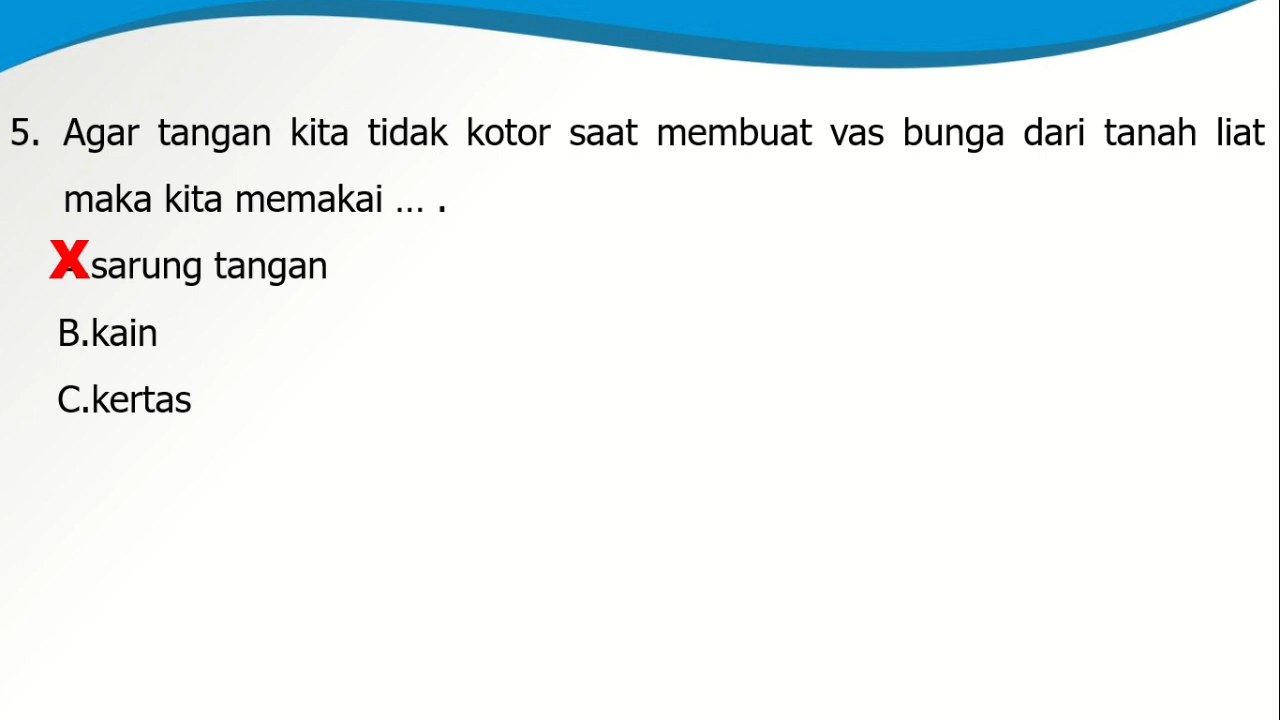 5. Agar tangan kita tidak kotor saat membuat vas bunga dari tanah liat
maka kita memakai ... .
X sarung tangan
B.kain
C.kertas